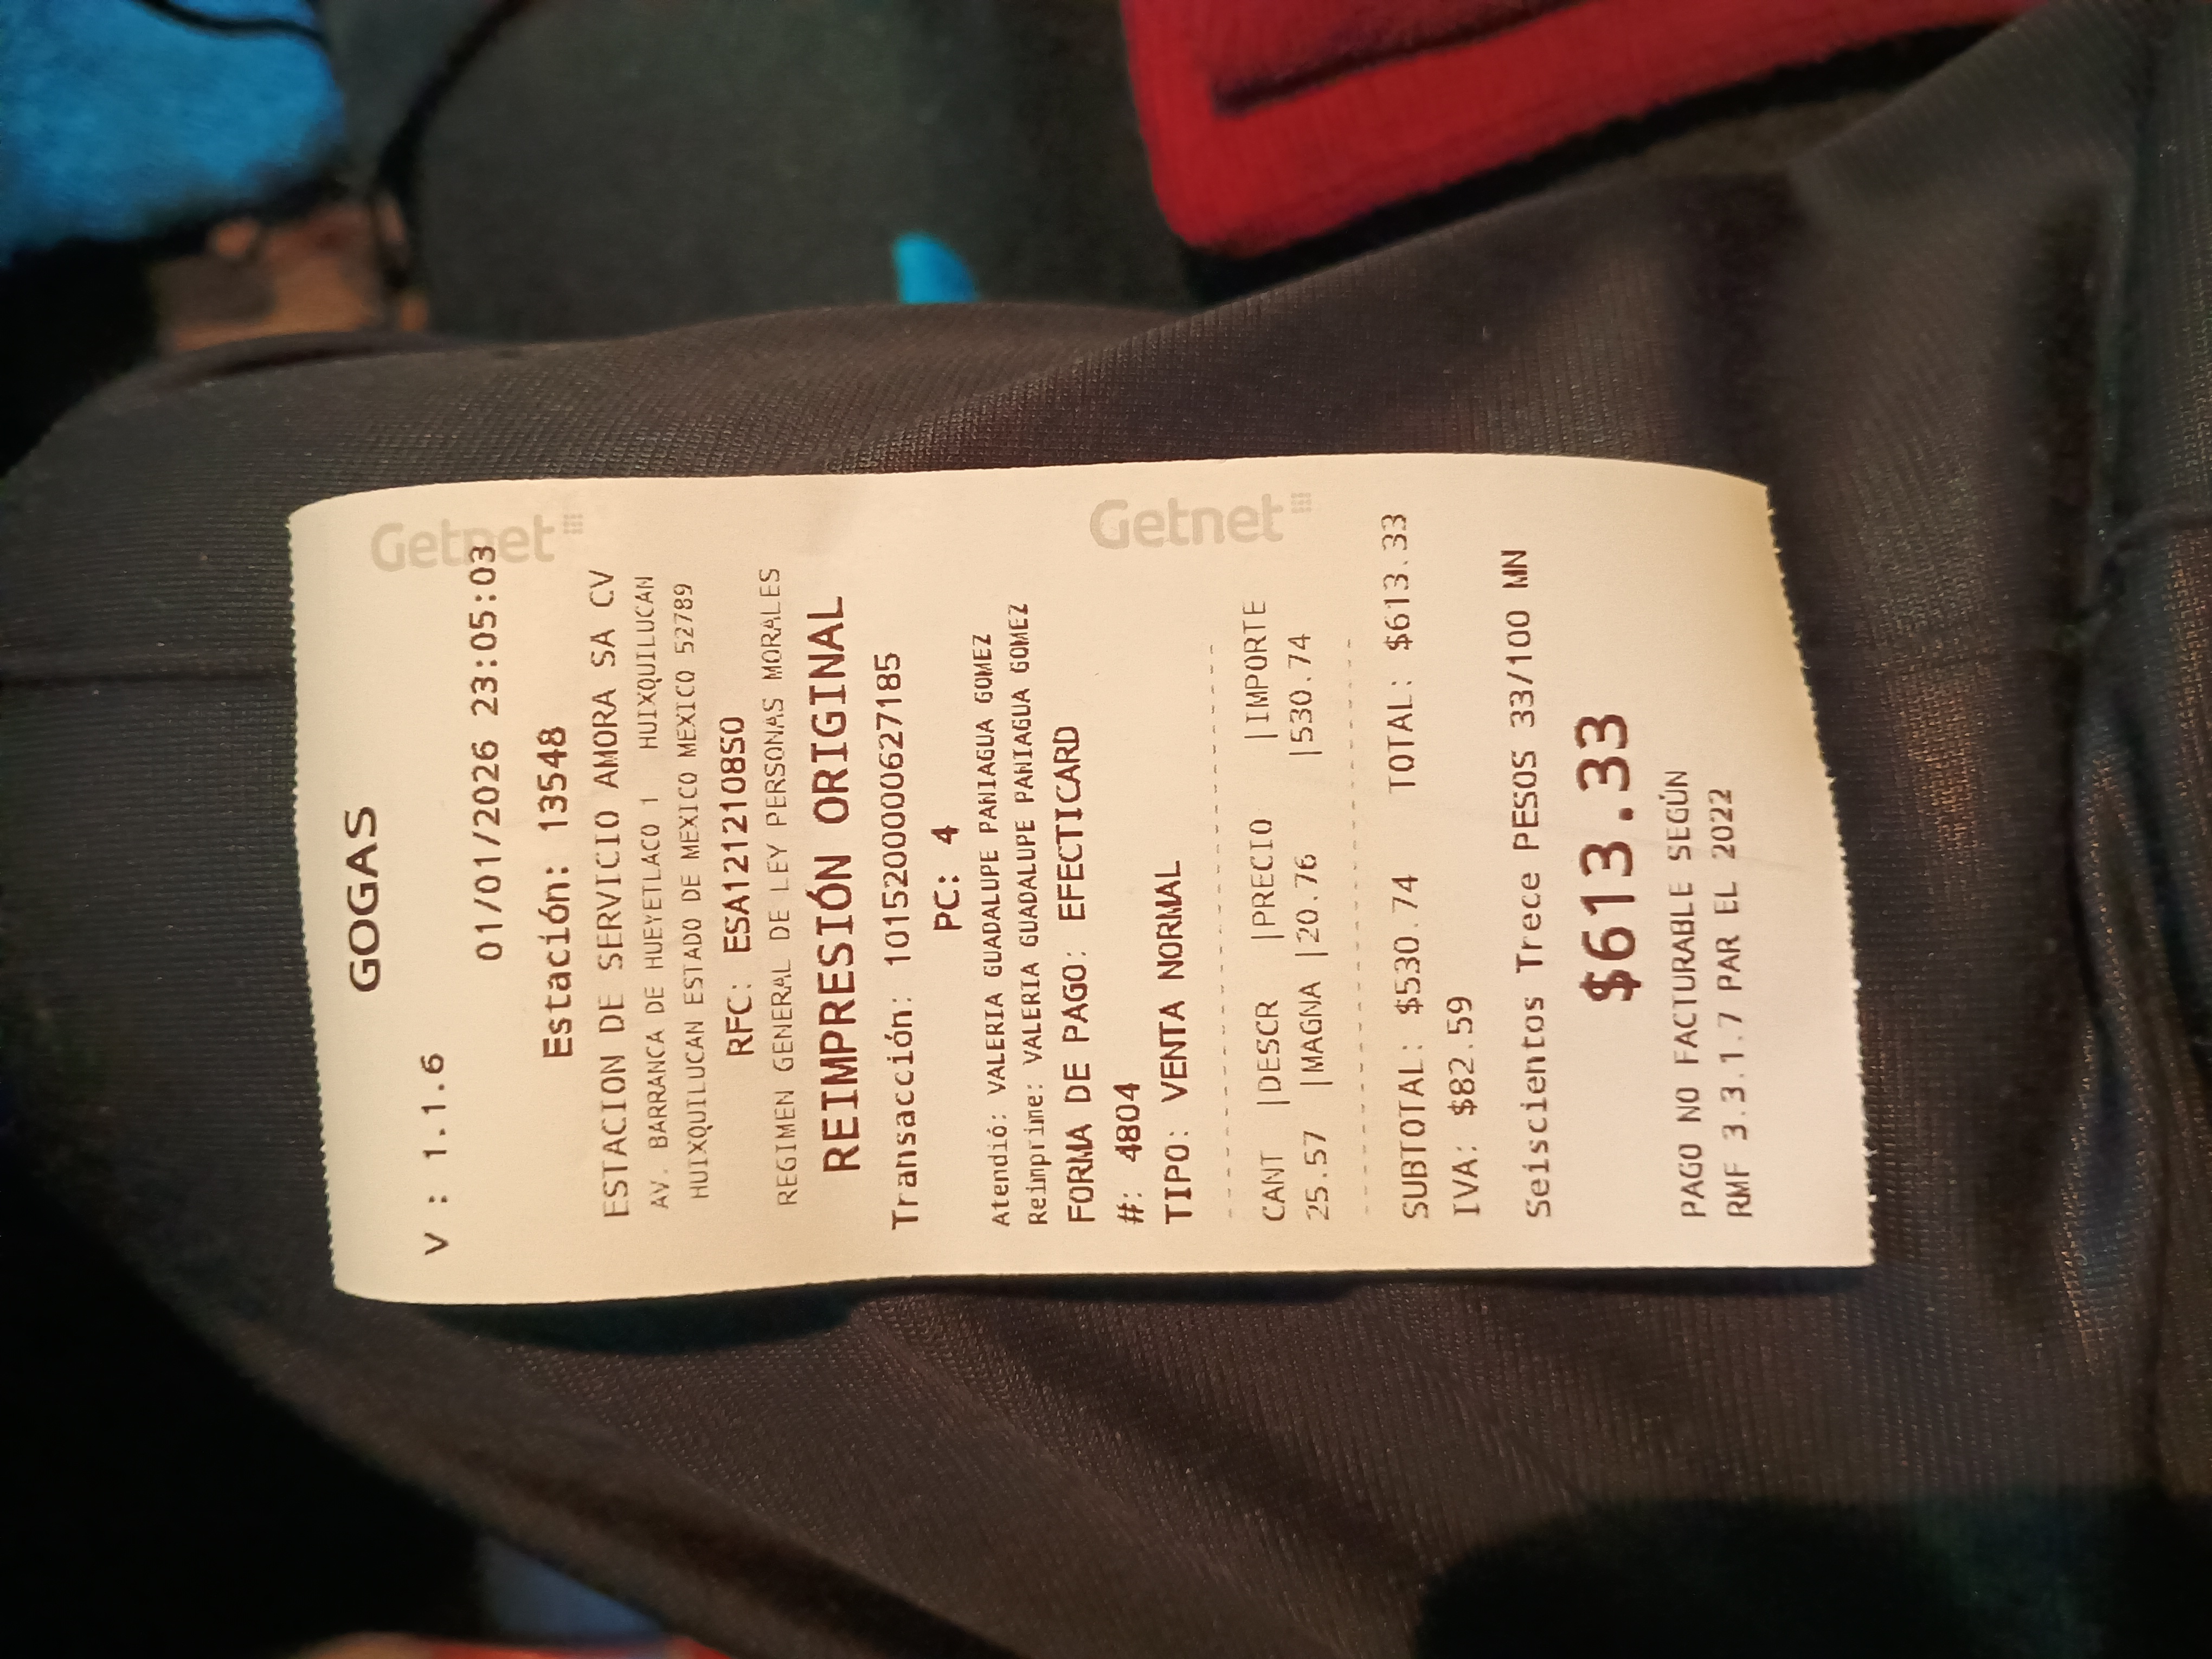 GOGAS
V : 1.1.6
Getnet
01/01/2026 23:05:03
Estación: 13548
ESTACION DE SERVICIO AMORA SA CV
AV. BARRANCA DE HUEYETLACO 1 HUIXQUILUCAN
HUIXQUILUCAN ESTADO DE MEXICO MEXICO 52789
RFC: ESA1212108S0
REGIMEN GENERAL DE LEY PERSONAS MORALES
REIMPRESIÓN ORIGINAL
Transacción: 10152000000627185
PC: 4
Atendió: VALERIA GUADALUPE PANIAGUA GOMEZ
Reimprime: VALERIA GUADALUPE PANIAGUA GOMEZ
FORMA DE PAGO: EFECTICARD
#: 4804
Getnet
TIPO: VENTA NORMAL
CANT |DESCR |PRECIO |IMPORTE
25.57 |MAGNA |20.76 |530.74
SUBTOTAL: $530.74 TOTAL: $613.33
IVA: $82.59
Seiscientos Trece PESOS 33/100 MN
$613.33
PAGO NO FACTURABLE SEGÚN
RMF 3.3.1.7 PAR EL 2022